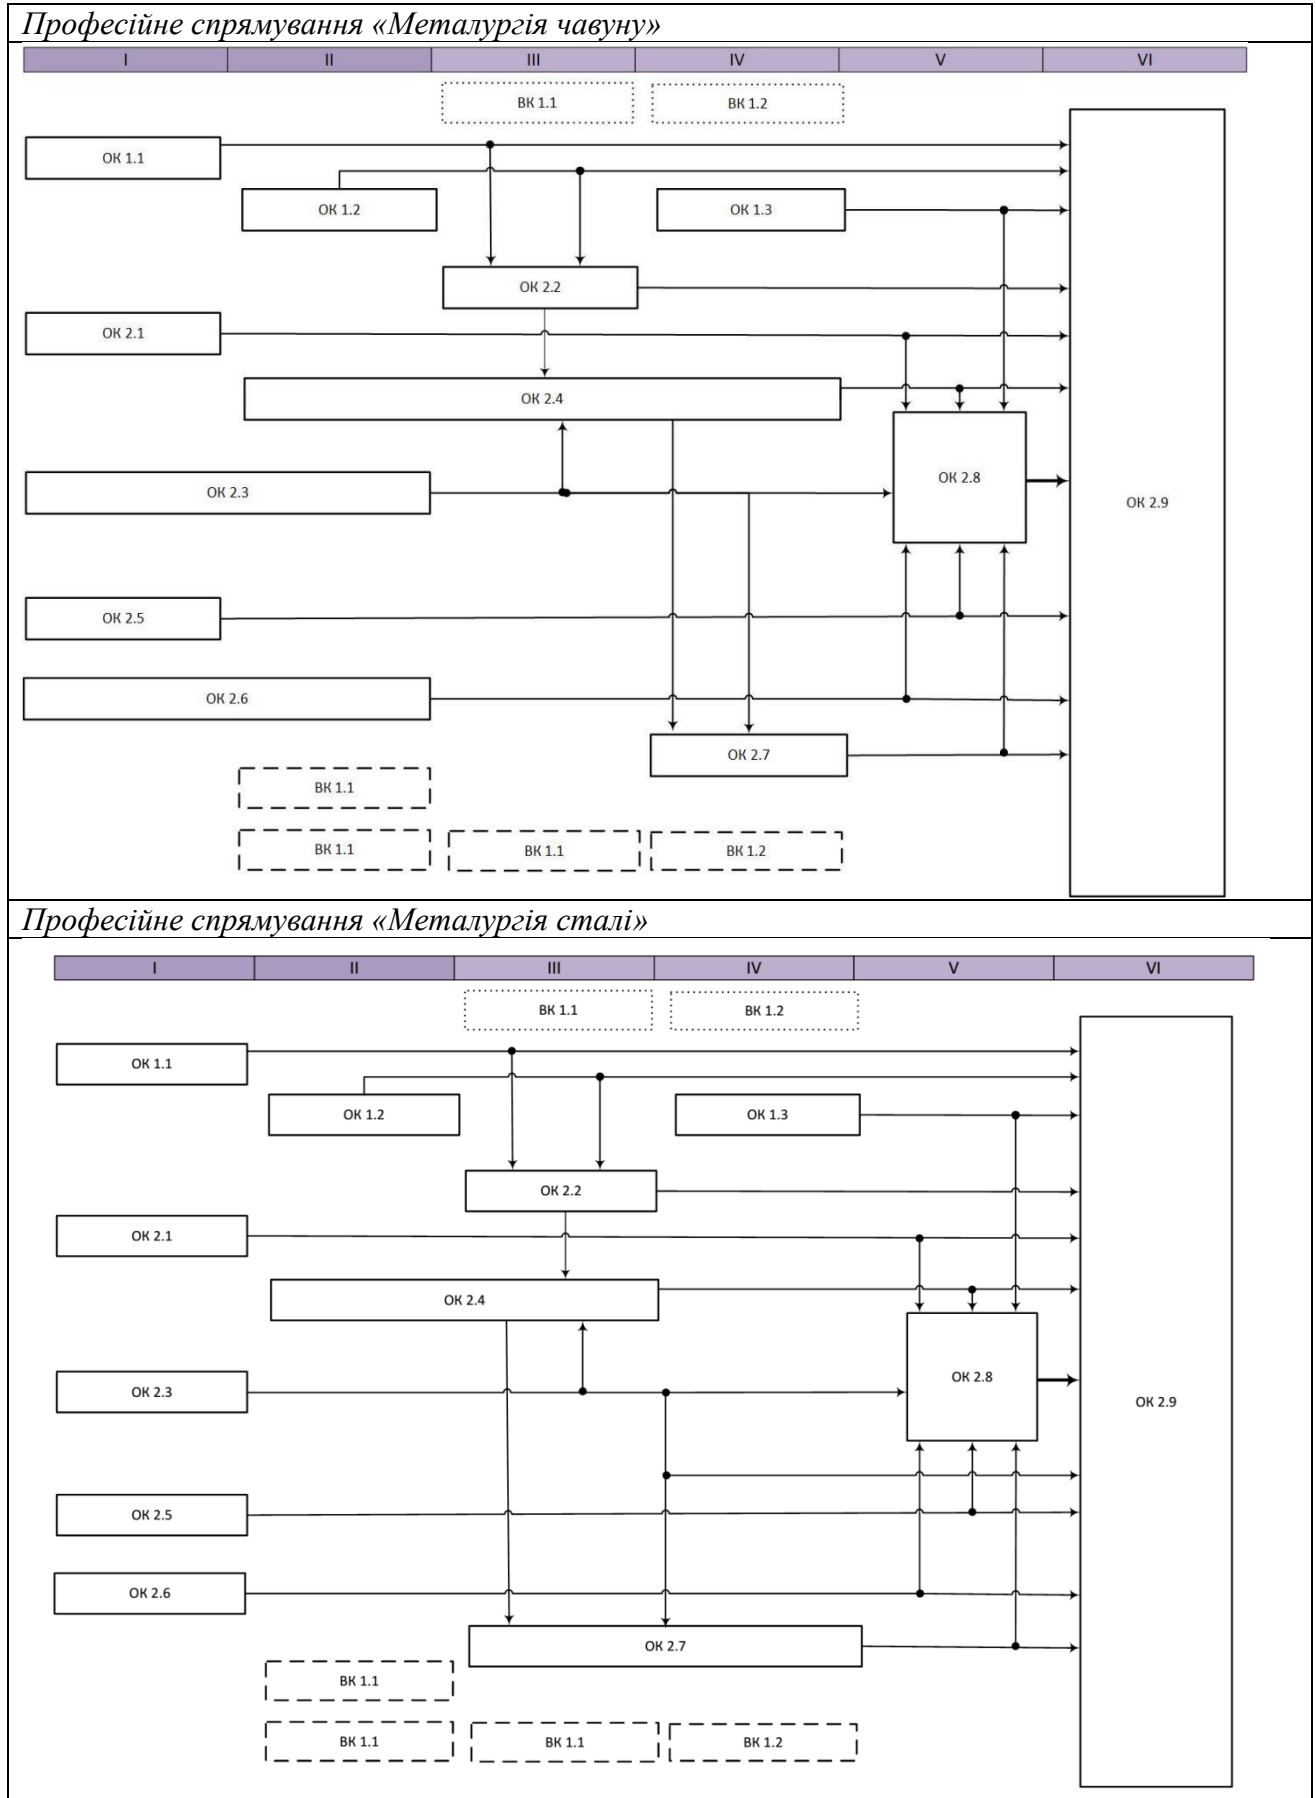 Професійне спрямування «Металургія чавуну»
I II III IV V VI
ВК 1.1 ВК 1.2
ОК 1.1
ОК 1.2 ОК 1.3
ОК 2.2
ОК 2.1
ОК 2.4
ОК 2.8
ОК 2.3
ОК 2.9
ОК 2.5
ОК 2.6
ОК 2.7
ВК 1.1
ВК 1.1 ВК 1.1 ВК 1.2
Професійне спрямування «Металургія сталі»
I II III IV V VI
ВК 1.1 ВК 1.2
ОК 1.1
ОК 1.2 ОК 1.3
ОК 2.2
ОК 2.1
ОК 2.4
ОК 2.8
ОК 2.3
ОК 2.9
ОК 2.5
ОК 2.6
ОК 2.7
ВК 1.1
ВК 1.1 ВК 1.1 ВК 1.2